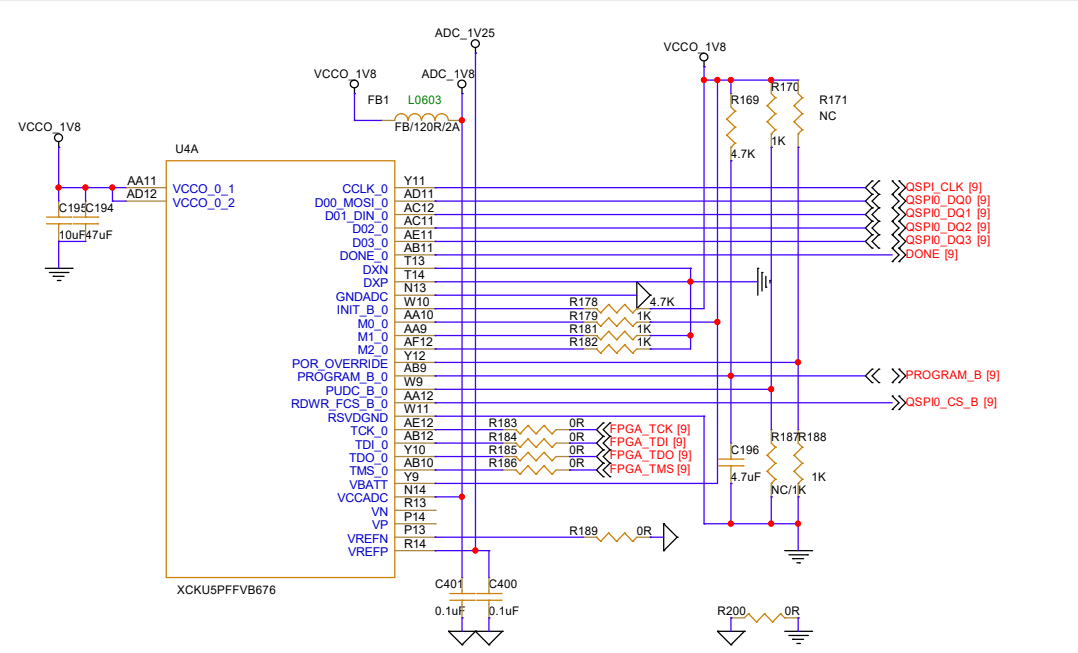 ADC_1V25
VCCO_1V8
VCCO_1V8
ADC_1V8
FB1
L0603
FB/120R/2A
VCCO_1V8
R169
4.7K
R170
1K
R171
NC
U4A
AA11
AD12
VCCO_0_1
VCCO_0_2
C195
C194
10uF
47uF
CCLK_0
Y11
QSPI_CLK [9]
D00_MOSI_0
AD11
QSPI0_DQ0 [9]
D01_DIN_0
AC12
QSPI0_DQ1 [9]
D02_0
AC11
QSPI0_DQ2 [9]
D03_0
AE11
QSPI0_DQ3 [9]
DONE_0
AB11
DONE [9]
DXN
T13
DXP
T14
GNDADC
N13
INIT_B_0
W10
R178
4.7K
M0_0
AA10
R179
1K
M1_0
AA9
R181
1K
M2_0
AF12
R182
1K
POR_OVERRIDE
Y12
PROGRAM_B_0
AB9
PROGRAM_B [9]
PUDC_B_0
W9
RDWR_FCS_B_0
AA12
QSPI0_CS_B [9]
RSVDGND
W11
TCK_0
AE12
R183
0R
FPGA_TCK [9]
TDI_0
AB12
R184
0R
FPGA_TDI [9]
TDO_0
Y10
R185
0R
FPGA_TDO [9]
TMS_0
AB10
R186
0R
FPGA_TMS [9]
VBATT
Y9
VCCADC
N14
VN
R13
VP
P14
VREFN
P13
R189
0R
VREFP
R14
C196
4.7uF
R187
NC/1K
R188
1K
XCKU5PFFVB676
C401
0.1uF
C400
0.1uF
R200
0R